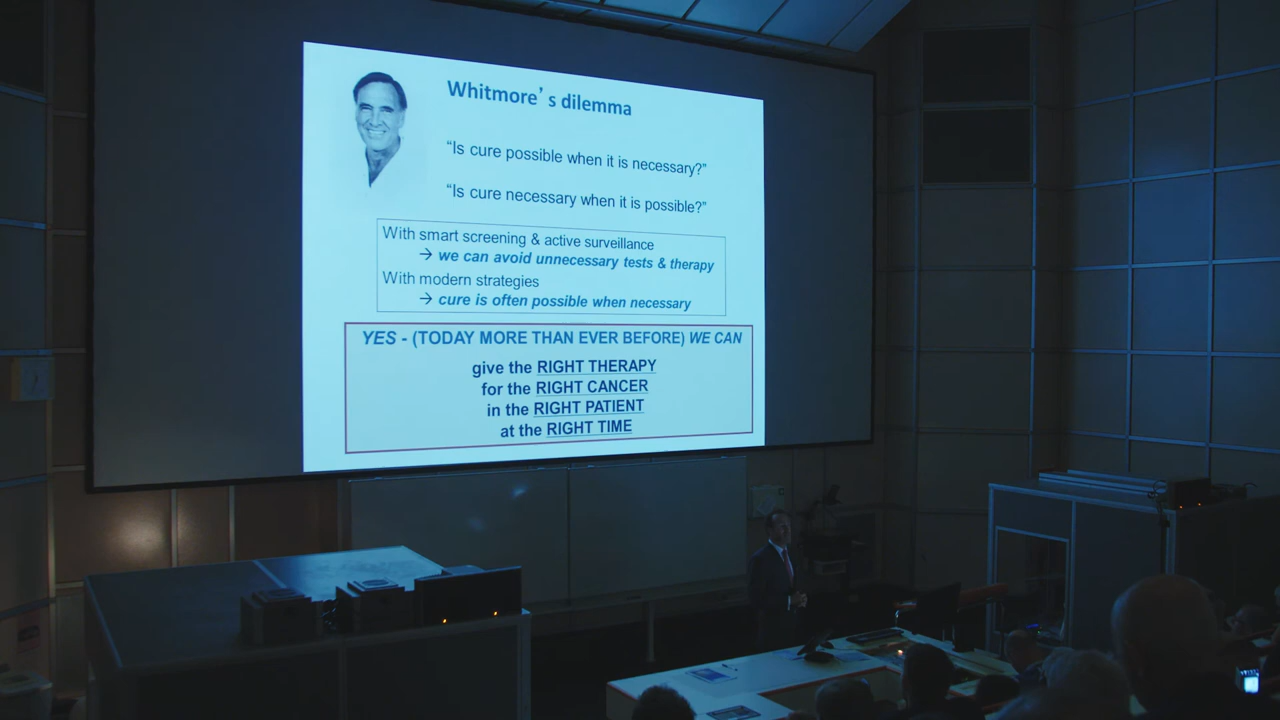 Whitmore's dilemma
“Is cure possible when it is necessary?”
“Is cure necessary when it is possible?”
With smart screening & active surveillance
→ we can avoid unnecessary tests & therapy
With modern strategies
→ cure is often possible when necessary
YES - (TODAY MORE THAN EVER BEFORE) WE CAN
give the RIGHT THERAPY
for the RIGHT CANCER
in the RIGHT PATIENT
at the RIGHT TIME